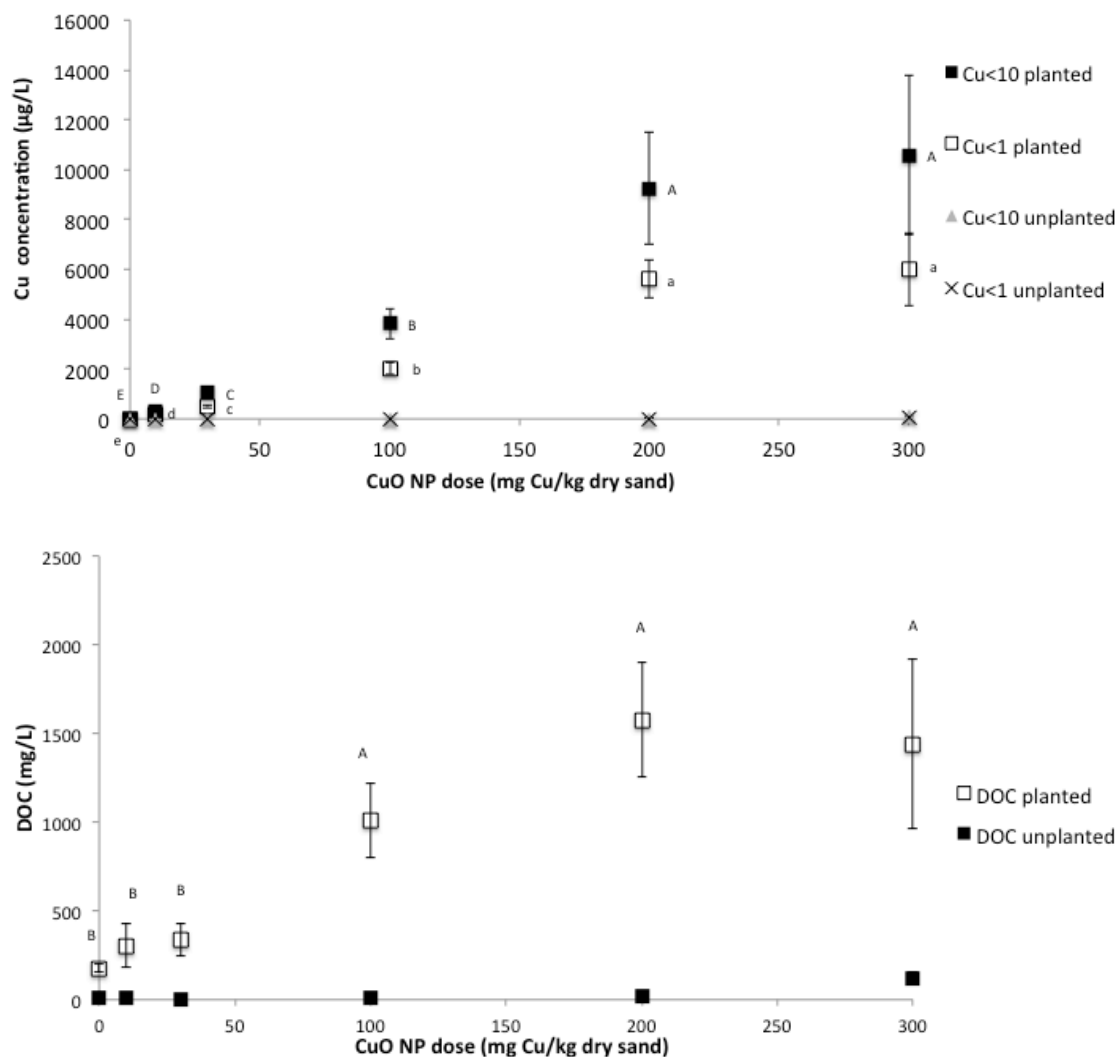 16000
14000
12000
10000
8000
6000
4000
2000
0
Cu concentration (µg/L)
E
D
C
B
A
A
e
d
c
b
a
a
0
50
100
150
200
250
300
CuO NP dose (mg Cu/kg dry sand)
Cu<10 planted
Cu<1 planted
Cu<10 unplanted
Cu<1 unplanted
2500
2000
1500
1000
500
0
DOC (mg/L)
B
B
B
A
A
A
0
50
100
150
200
250
300
CuO NP dose (mg Cu/kg dry sand)
DOC planted
DOC unplanted